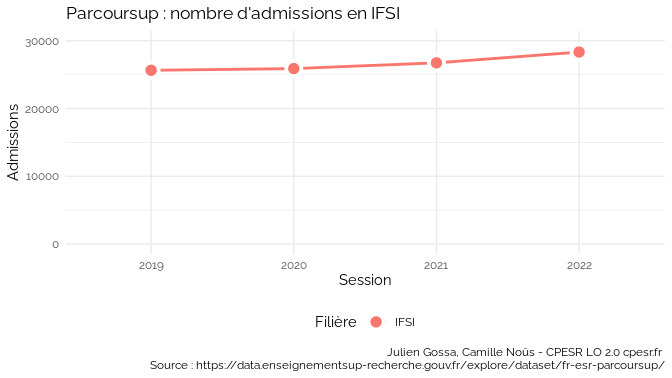 Parcoursup : nombre d'admissions en IFSI
30000
20000
10000
0
Admissions
2019 2020 2021 2022
Session
Filière IFSI
Julien Gossa, Camille Noûs - CPESR LO 2.0 cpesr.fr
Source : https://data.enseignementsup-recherche.gouv.fr/explore/dataset/fr-esr-parcoursup/